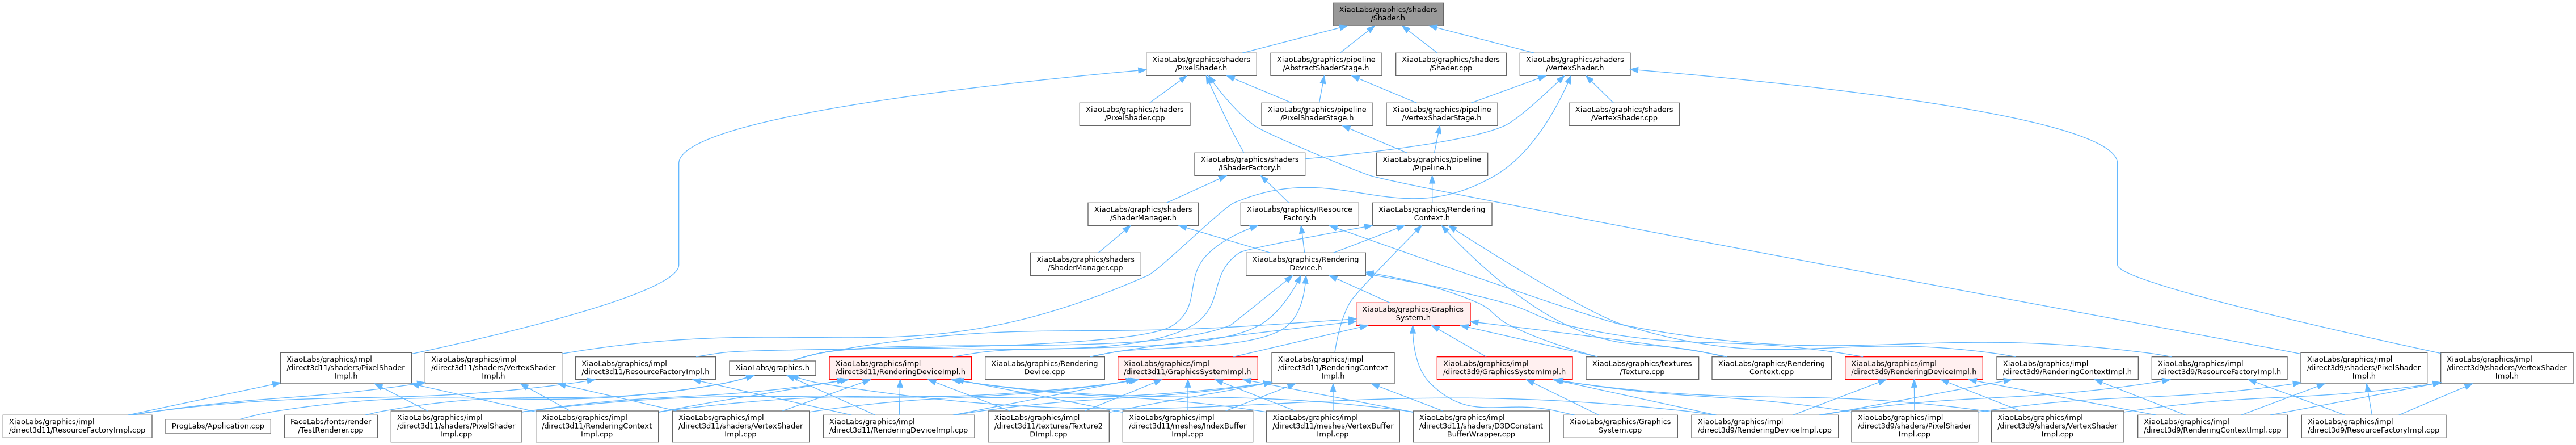 XiaoLabs/graphics/shaders
/Shader.h
XiaoLabs/graphics/shaders
/PixelShader.h
XiaoLabs/graphics/pipeline
/AbstractShaderStage.h
XiaoLabs/graphics/shaders
/Shader.cpp
XiaoLabs/graphics/shaders
/VertexShader.h
XiaoLabs/graphics/shaders
/PixelShader.cpp
XiaoLabs/graphics/pipeline
/PixelShaderStage.h
XiaoLabs/graphics/pipeline
/VertexShaderStage.h
XiaoLabs/graphics/shaders
/VertexShader.cpp
XiaoLabs/graphics/shaders
/IShaderFactory.h
XiaoLabs/graphics/pipeline
/Pipeline.h
XiaoLabs/graphics/shaders
/ShaderManager.h
XiaoLabs/graphics/IResource
Factory.h
XiaoLabs/graphics/Rendering
Context.h
XiaoLabs/graphics/shaders
/ShaderManager.cpp
XiaoLabs/graphics/Rendering
Device.h
XiaoLabs/graphics/Graphics
System.h
XiaoLabs/graphics/impl
/direct3d11/shaders/PixelShader
Impl.h
XiaoLabs/graphics/impl
/direct3d11/shaders/VertexShader
Impl.h
XiaoLabs/graphics/impl
/direct3d11/ResourceFactoryImpl.h
XiaoLabs/graphics.h
XiaoLabs/graphics/impl
/direct3d11/RenderingDeviceImpl.h
XiaoLabs/graphics/Rendering
Device.cpp
XiaoLabs/graphics/impl
/direct3d11/GraphicsSystemImpl.h
XiaoLabs/graphics/impl
/direct3d11/RenderingContext
Impl.h
XiaoLabs/graphics/impl
/direct3d9/GraphicsSystemImpl.h
XiaoLabs/graphics/textures
/Texture.cpp
XiaoLabs/graphics/Rendering
Context.cpp
XiaoLabs/graphics/impl
/direct3d9/RenderingDeviceImpl.h
XiaoLabs/graphics/impl
/direct3d9/RenderingContextImpl.h
XiaoLabs/graphics/impl
/direct3d9/ResourceFactoryImpl.h
XiaoLabs/graphics/impl
/direct3d9/shaders/PixelShader
Impl.h
XiaoLabs/graphics/impl
/direct3d9/shaders/VertexShader
Impl.h
XiaoLabs/graphics/impl
/direct3d11/ResourceFactoryImpl.cpp
ProgLabs/Application.cpp
FaceLabs/fonts/render
/TestRenderer.cpp
XiaoLabs/graphics/impl
/direct3d11/shaders/PixelShader
Impl.cpp
XiaoLabs/graphics/impl
/direct3d11/RenderingContext
Impl.cpp
XiaoLabs/graphics/impl
/direct3d11/shaders/VertexShader
Impl.cpp
XiaoLabs/graphics/impl
/direct3d11/RenderingDeviceImpl.cpp
XiaoLabs/graphics/impl
/direct3d11/textures/Texture2
DImpl.cpp
XiaoLabs/graphics/impl
/direct3d11/meshes/IndexBuffer
Impl.cpp
XiaoLabs/graphics/impl
/direct3d11/meshes/VertexBuffer
Impl.cpp
XiaoLabs/graphics/impl
/direct3d11/shaders/D3DConstant
BufferWrapper.cpp
XiaoLabs/graphics/Graphics
System.cpp
XiaoLabs/graphics/impl
/direct3d9/RenderingDeviceImpl.cpp
XiaoLabs/graphics/impl
/direct3d9/shaders/PixelShader
Impl.cpp
XiaoLabs/graphics/impl
/direct3d9/shaders/VertexShader
Impl.cpp
XiaoLabs/graphics/impl
/direct3d9/RenderingContextImpl.cpp
XiaoLabs/graphics/impl
/direct3d9/ResourceFactoryImpl.cpp